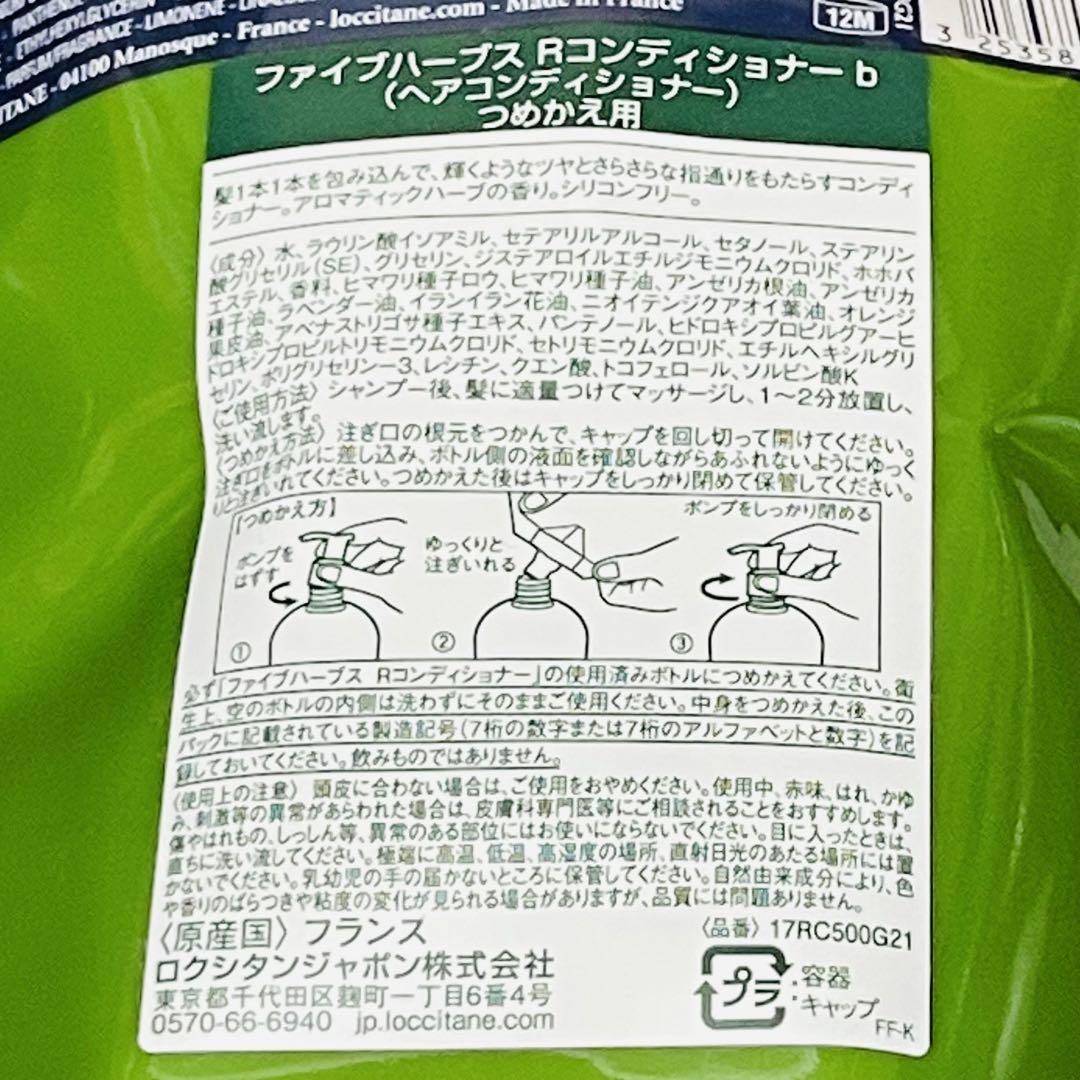 PANTHENOL
ETHYLHEXYLGLYCERIN
PARFUM/FRAGRANCE - LIMONENE -
OCCITANE - 04100 Manosque - France - loccitane.com - Made in France
12M
3 25358
ファイブハーブス Rコンディショナー b
(ヘアコンディショナー)
つめかえ用
髪1本1本を包み込んで、輝くようなツヤとさらさらな指通りをもたらすコンディ
ショナー。アロマティックハーブの香り。シリコンフリー。
〈成分〉水、ラウリン酸イソアミル、セテアリルアルコール、セタノール、ステアリン
酸グリセリル(SE)、グリセリン、ジステアロイルエチルジモニウムクロリド、ホホバ
エステル、香料、ヒマワリ種子ロウ、ヒマワリ種子油、アンゼリカ根油、アンゼリカ
種子油、ラベンダー油、イランイラン花油、ニオイテンジクアオイ葉油、オレンジ
果皮油、アベナストリゴサ種子エキス、パンテノール、ヒドロキシプロピルグアーヒ
ドロキシプロピルトリモニウムクロリド、セトリモニウムクロリド、エチルヘキシルグリ
セリン、ポリグリセリン－3、レシチン、クエン酸、トコフェロール、ソルビン酸K
〈ご使用方法〉シャンプー後、髪に適量つけてマッサージし、1～2分放置し、
洗い流します。
〈つめかえ方法〉注ぎ口の根元をつかんで、キャップを回し切って開けてください。
注ぎ口をボトルに差し込み、ボトル側の液面を確認しながらあふれないようにゆっく
りと注ぎいれてください。つめかえた後はキャップをしっかり閉めて保管してください。
【つめかえ方】
ポンプを
はずす
①
ゆっくりと
注ぎいれる
②
ポンプをしっかり閉める
③
必ず「ファイブハーブス Rコンディショナー」の使用済みボトルにつめかえてください。衛
生上、空のボトルの内側は洗わずにそのままご使用ください。中身をつめかえた後、この
パックに記載されている製造記号(7桁の数字または7桁のアルファベットと数字)を記
録しておいてください。飲みものではありません。
〈使用上の注意〉頭皮に合わない場合は、ご使用をおやめください。使用中、赤味、はれ、かゆ
み、刺激等の異常があらわれた場合は、皮膚科専門医等にご相談されることをおすすめします。
傷やはれもの、しっしん等、異常のある部位にはお使いにならないでください。目に入ったときは、
直ちに洗い流してください。極端に高温、低温、高湿度の場所、直射日光のあたる場所には置
かないでください。乳幼児の手の届かないところに保管してください。自然由来成分により、色
や香りのばらつきや粘度の変化が見られる場合がありますが、品質には問題ありません。
〈原産国〉フランス
〈品番〉17RC500G21
ロクシタンジャポン株式会社
東京都千代田区麹町一丁目6番4号
0570-66-6940 jp.loccitane.com
プラ
:容器
キャップ
FF-K